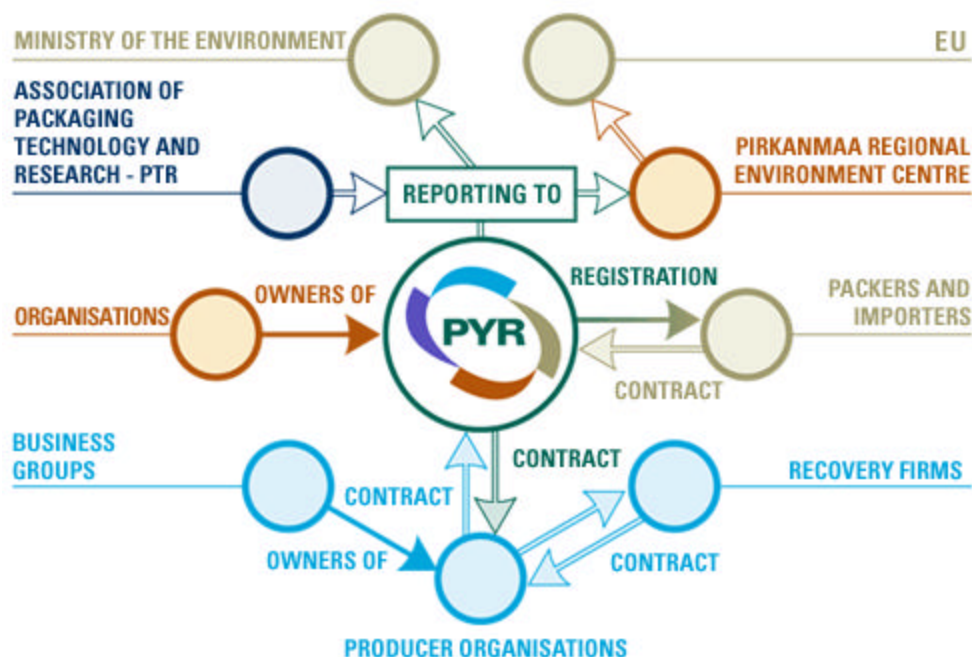 MINISTRY OF THE ENVIRONMENT
EU
ASSOCIATION OF
PACKAGING
TECHNOLOGY AND
RESEARCH - PTR
REPORTING TO
PIRKANMAA REGIONAL
ENVIRONMENT CENTRE
ORGANISATIONS
OWNERS OF
PYR
REGISTRATION
PACKERS AND
IMPORTERS
CONTRACT
BUSINESS
GROUPS
CONTRACT
CONTRACT
RECOVERY FIRMS
OWNERS OF
CONTRACT
PRODUCER ORGANISATIONS